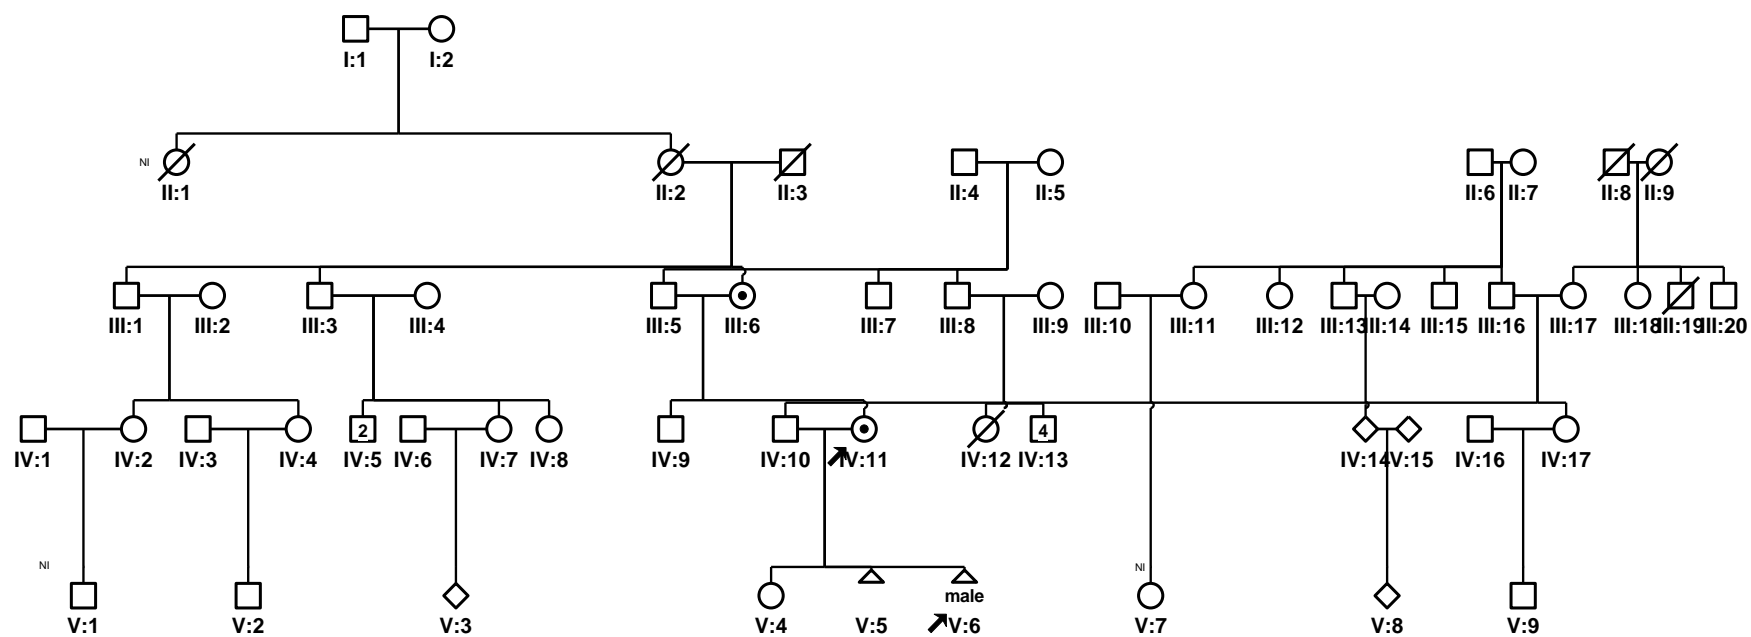 I:1 I:2
NI
II:1 II:2 II:3 II:4 II:5 II:6 II:7 II:8 II:9
III:1 III:2 III:3 III:4 III:5 III:6 III:7 III:8 III:9 III:10 III:11 III:12 III:13 III:14 III:15 III:16 III:17 III:18 III:19 III:20
2 4
IV:1 IV:2 IV:3 IV:4 IV:5 IV:6 IV:7 IV:8 IV:9 IV:10 IV:11 IV:12 IV:13 IV:14 IV:15 IV:16 IV:17
NI NI
male
V:1 V:2 V:3 V:4 V:5 V:6 V:7 V:8 V:9